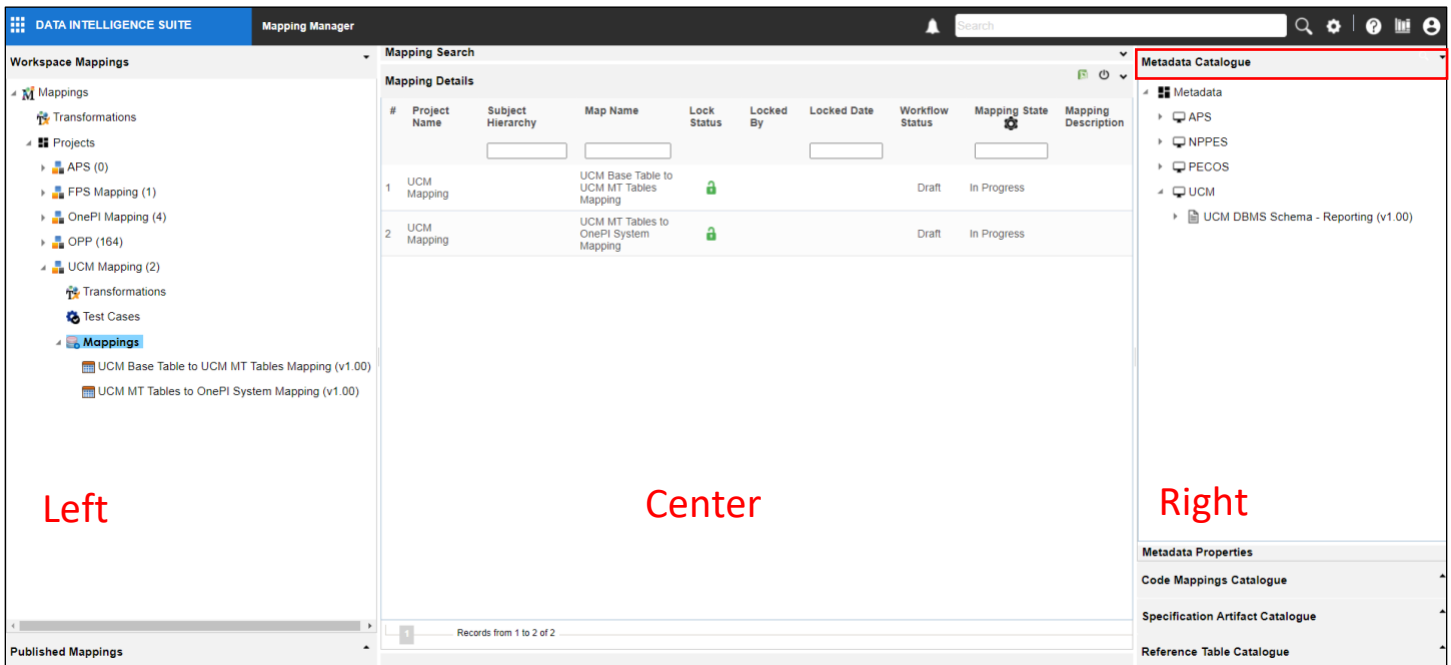 DATA INTELLIGENCE SUITE
Mapping Manager
Search
Workspace Mappings
Mappings
Transformations
Projects
APS (0)
FPS Mapping (1)
OnePI Mapping (4)
OPP (164)
UCM Mapping (2)
Transformations
Test Cases
Mappings
UCM Base Table to UCM MT Tables Mapping (v1.00)
UCM MT Tables to OnePI System Mapping (v1.00)
Left
Published Mappings
Mapping Search
Mapping Details
# Project Name Subject Hierarchy Map Name Lock Status Locked By Locked Date Workflow Status Mapping State Mapping Description
1 UCM Mapping UCM Base Table to UCM MT Tables Mapping Draft In Progress
2 UCM Mapping UCM MT Tables to OnePI System Mapping Draft In Progress
Center
1 Records from 1 to 2 of 2
Metadata Catalogue
Metadata
APS
NPPES
PECOS
UCM
UCM DBMS Schema - Reporting (v1.00)
Right
Metadata Properties
Code Mappings Catalogue
Specification Artifact Catalogue
Reference Table Catalogue